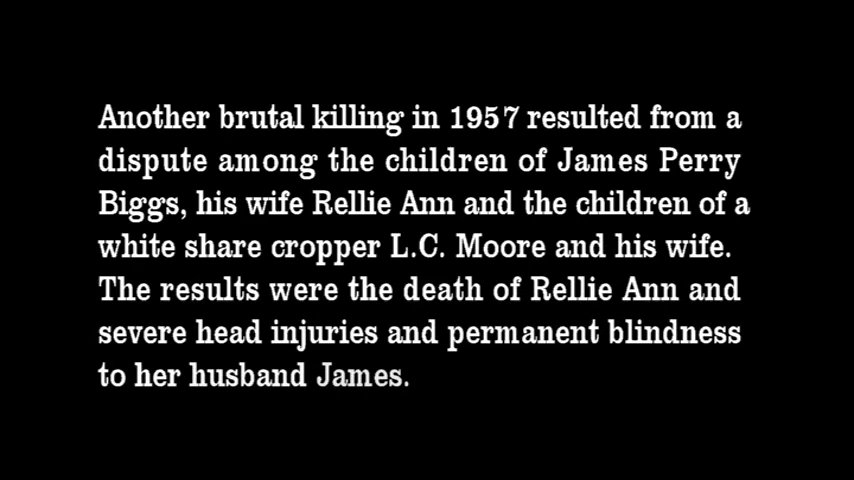 Another brutal killing in 1957 resulted from a
dispute among the children of James Perry
Biggs, his wife Rellie Ann and the children of a
white share cropper L.C. Moore and his wife.
The results were the death of Rellie Ann and
severe head injuries and permanent blindness
to her husband James.